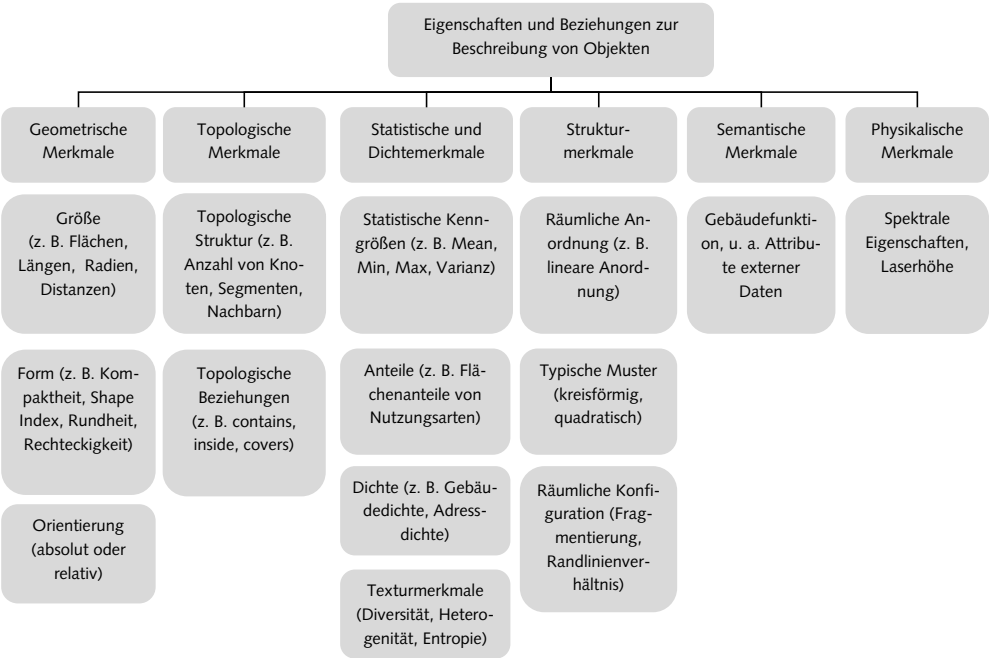 Eigenschaften und Beziehungen zur
Beschreibung von Objekten
Geometrische
Merkmale
Topologische
Merkmale
Statistische und
Dichtemerkmale
Struktur-
merkmale
Semantische
Merkmale
Physikalische
Merkmale
Größe
(z. B. Flächen,
Längen, Radien,
Distanzen)
Topologische
Struktur (z. B.
Anzahl von Kno-
ten, Segmenten,
Nachbarn)
Statistische Kenn-
größen (z. B. Mean,
Min, Max, Varianz)
Räumliche An-
ordnung (z. B.
lineare Anord-
nung)
Gebäudefunkti-
on, u. a. Attribu-
te externer
Daten
Spektrale
Eigenschaften,
Laserhöhe
Form (z. B. Kom-
paktheit, Shape
Index, Rundheit,
Rechteckigkeit)
Topologische
Beziehungen
(z. B. contains,
inside, covers)
Anteile (z. B. Flä-
chenanteile von
Nutzungsarten)
Typische Muster
(kreisförmig,
quadratisch)
Dichte (z. B. Gebäu-
dedichte, Adress-
dichte)
Räumliche Konfi-
guration (Frag-
mentierung,
Randlinienver-
hältnis)
Orientierung
(absolut oder
relativ)
Texturmerkmale
(Diversität, Hetero-
genität, Entropie)